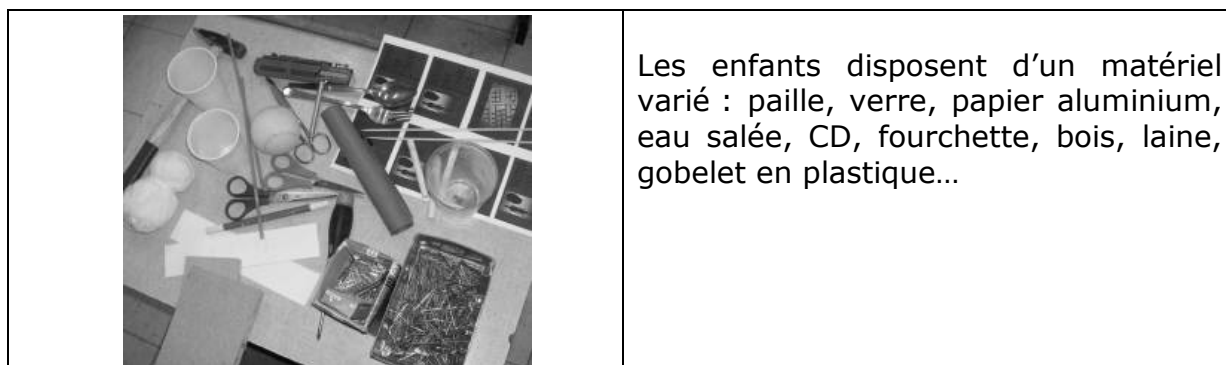 Les enfants disposent d’un matériel
varié : paille, verre, papier aluminium,
eau salée, CD, fourchette, bois, laine,
gobelet en plastique…